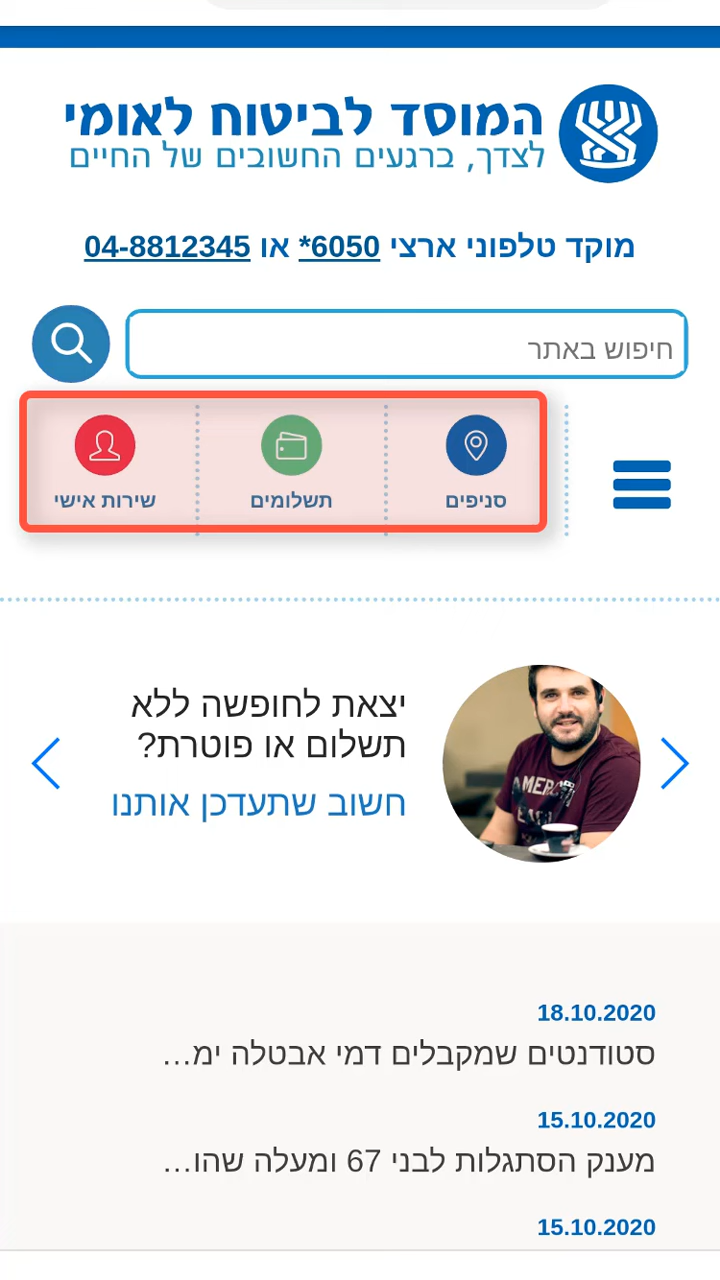 המוסד לביטוח לאומי
לצדך, ברגעים החשובים של החיים
מוקד טלפוני ארצי 6050* או 04-8812345
חיפוש באתר
סניפים
תשלומים
שירות אישי
יצאת לחופשה ללא
תשלום או פוטרת?
חשוב שתעדכן אותנו
18.10.2020
סטודנטים שמקבלים דמי אבטלה ימ...
15.10.2020
מענק הסתגלות לבני 67 ומעלה שהו...
15.10.2020